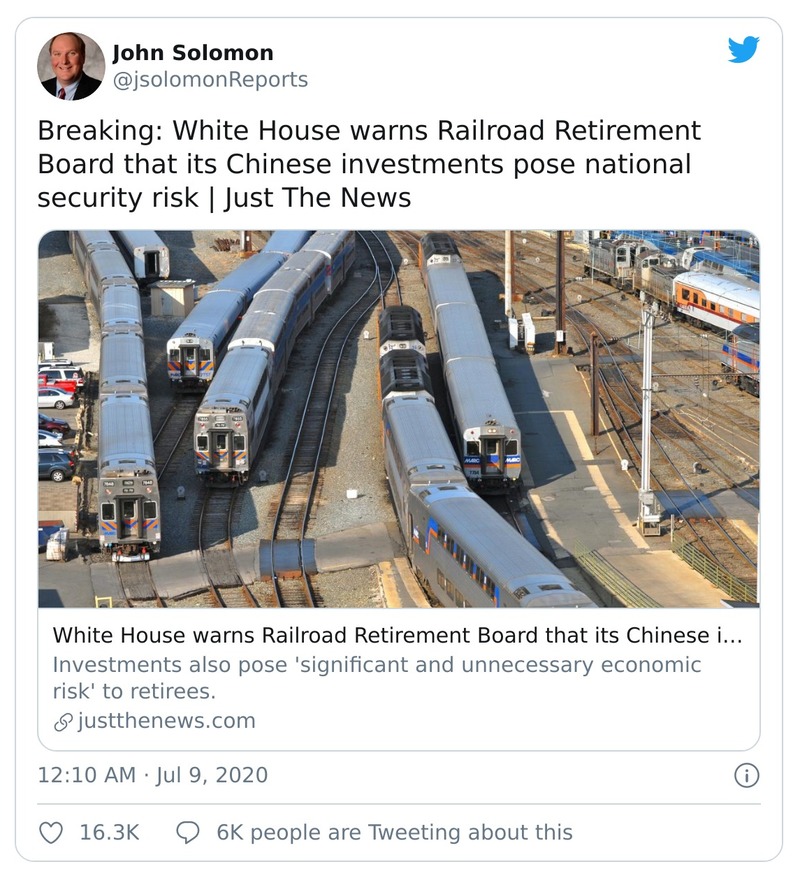 John Solomon
@jsolomonReports
Breaking: White House warns Railroad Retirement
Board that its Chinese investments pose national
security risk | Just The News
White House warns Railroad Retirement Board that its Chinese i...
Investments also pose 'significant and unnecessary economic
risk' to retirees.
justthenews.com
12:10 AM · Jul 9, 2020
16.3K
6K people are Tweeting about this